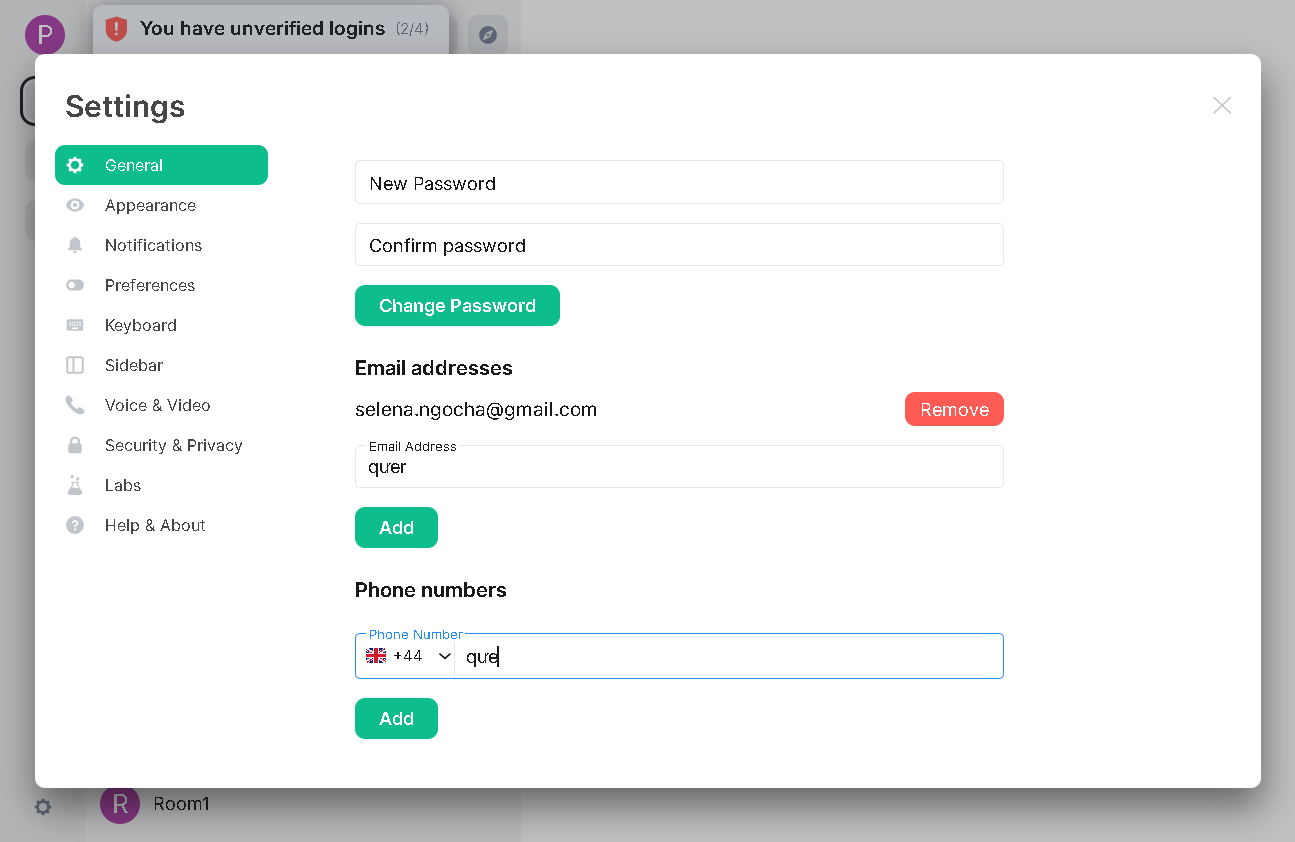 P
You have unverified logins (2/4)
Settings
General
Appearance
Notifications
Preferences
Keyboard
Sidebar
Voice & Video
Security & Privacy
Labs
Help & About
New Password
Confirm password
Change Password
Email addresses
selena.ngocha@gmail.com Remove
Email Address
qưer
Add
Phone numbers
Phone Number
+44 qưe
Add
R Room1